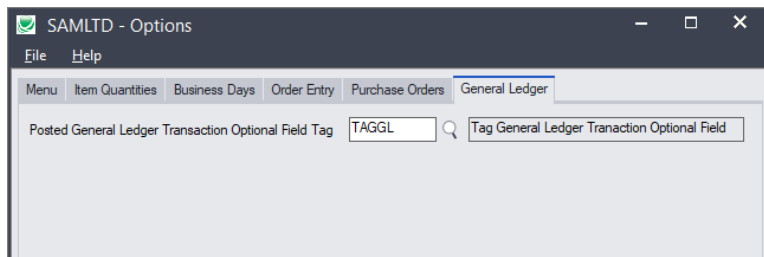 SAMLTD - Options
File Help
Menu Item Quantities Business Days Order Entry Purchase Orders General Ledger
Posted General Ledger Transaction Optional Field Tag TAGGL Tag General Ledger Tranaction Optional Field